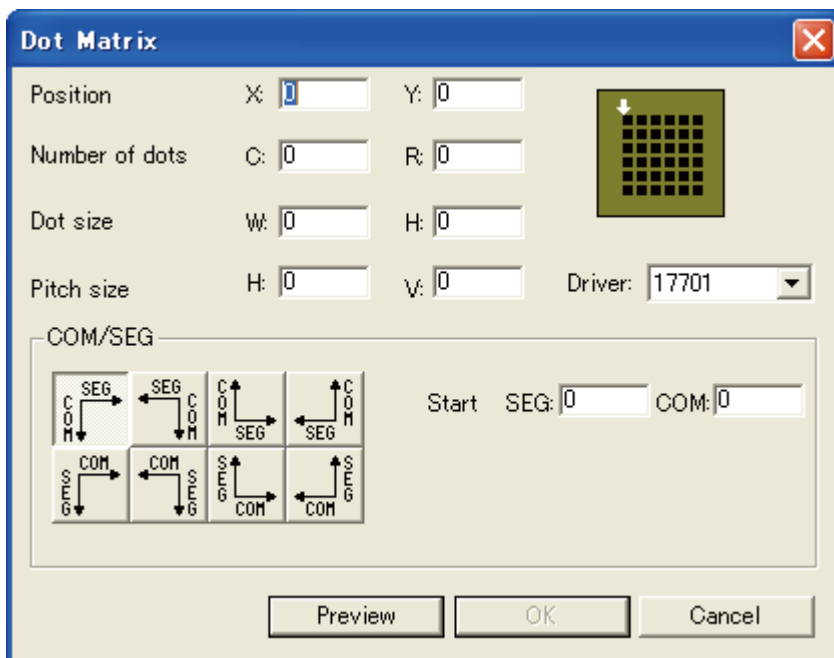 Dot Matrix
Position X: 0 Y: 0
Number of dots C: 0 R: 0
Dot size W: 0 H: 0
Pitch size H: 0 V: 0 Driver: 17701
COM/SEG
SEG COM SEG COM COM SEG COM SEG
Start SEG: 0 COM: 0
COM SEG COM SEG SEG COM SEG COM
Preview OK Cancel